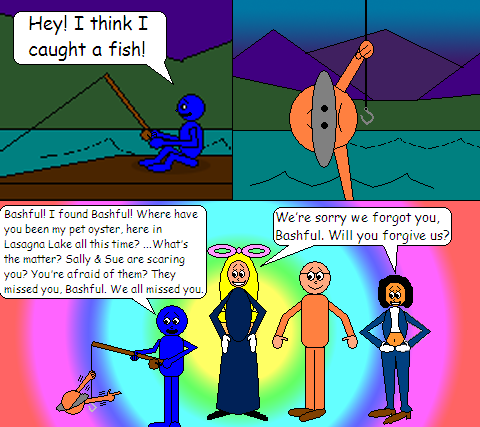 Hey! I think I
caught a fish!
Bashful! I found Bashful! Where have
you been my pet oyster, here in
Lasagna Lake all this time? ...What's
the matter? Sally & Sue are scaring
you? You're afraid of them? They
missed you, Bashful. We all missed you.
We're sorry we forgot you,
Bashful. Will you forgive us?